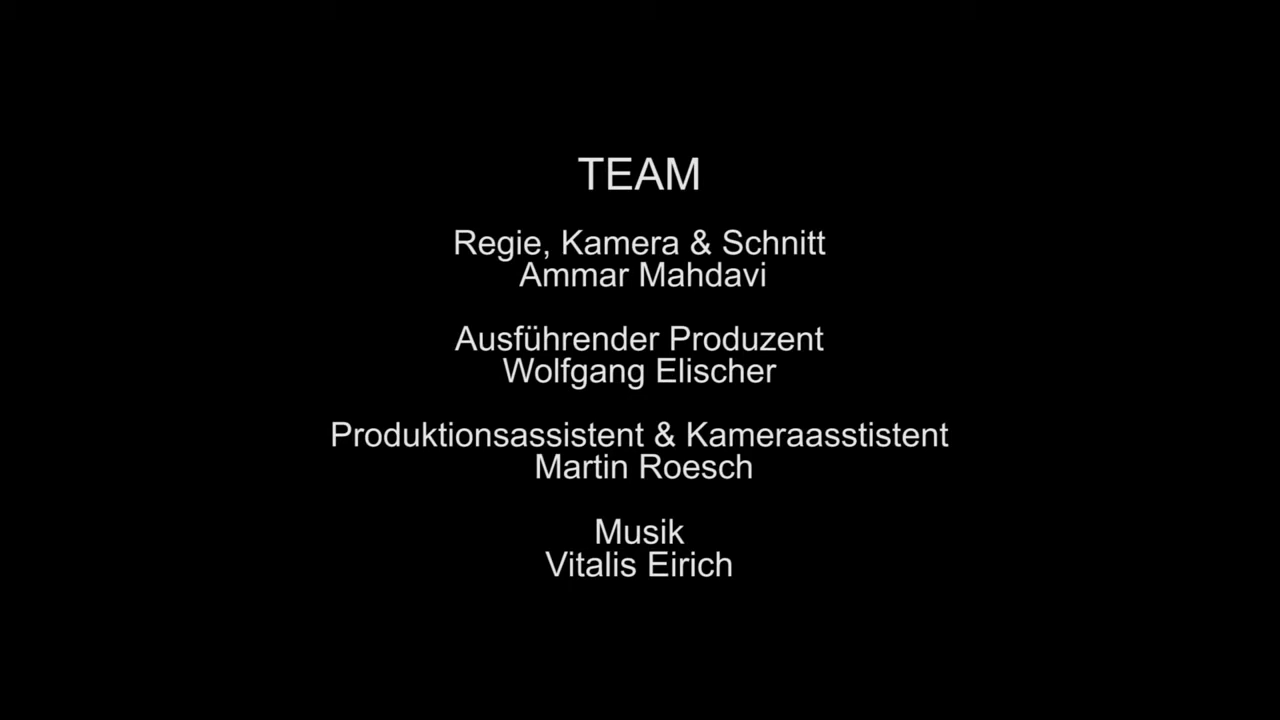 TEAM
Regie, Kamera & Schnitt
Ammar Mahdavi
Ausführender Produzent
Wolfgang Elischer
Produktionsassistent & Kameraasstistent
Martin Roesch
Musik
Vitalis Eirich